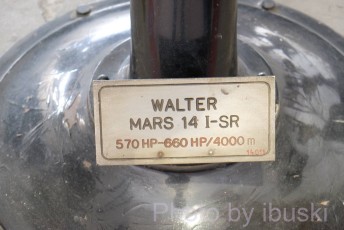 WALTER
MARS 14 I-SR
570 HP-660 HP/4000 m
Photo by ibuski